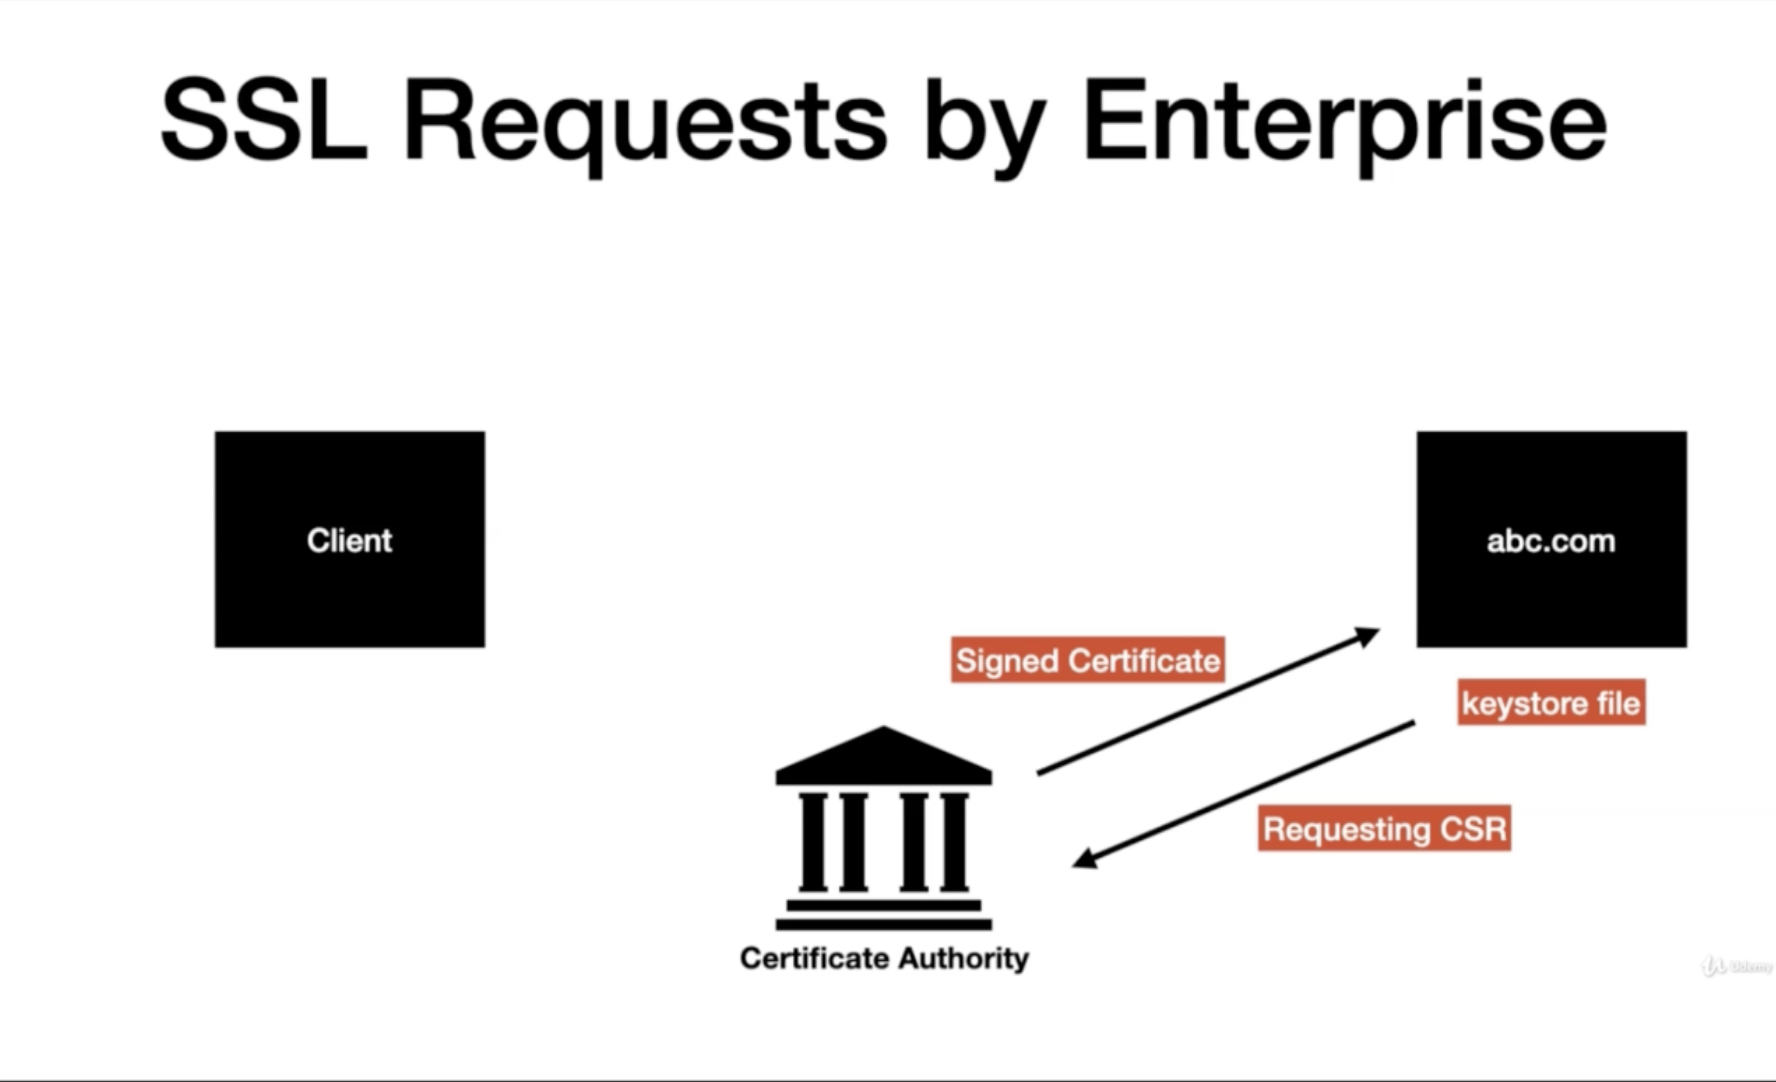 SSL Requests by Enterprise
Client
abc.com
Signed Certificate
keystore file
Requesting CSR
Certificate Authority
Udemy